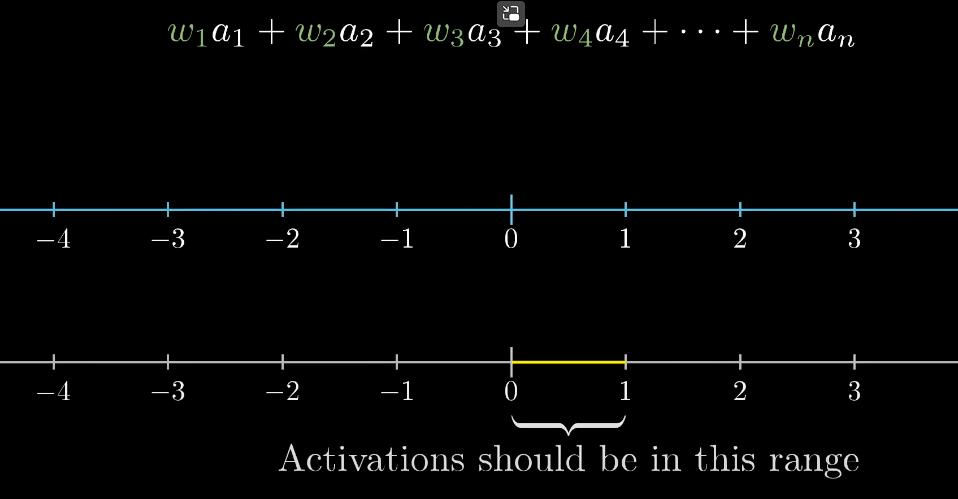 w₁a₁ + w₂a₂ + w₃a₃ + w₄a₄ + ⋯ + wₙaₙ
−4 −3 −2 −1 0 1 2 3
−4 −3 −2 −1 0 1 2 3
Activations should be in this range